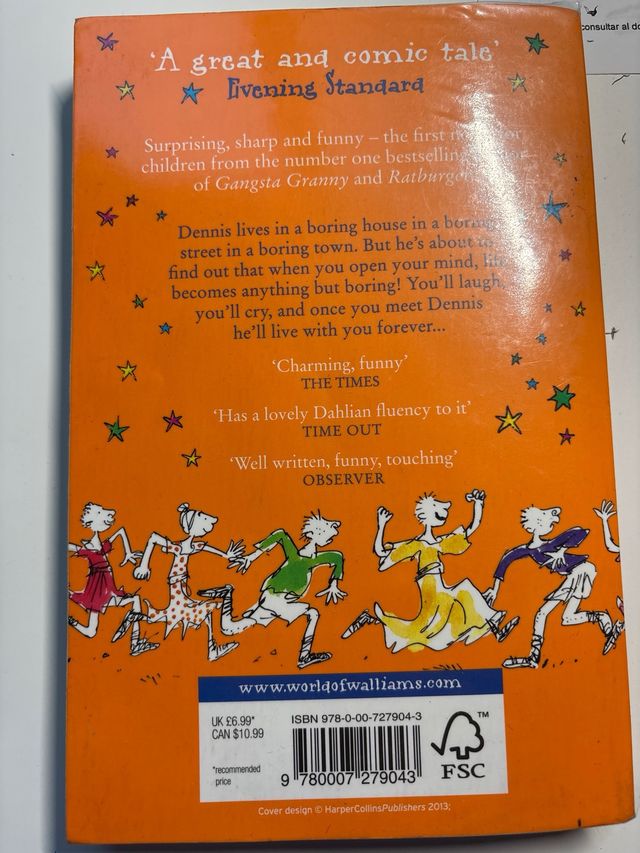 consultar al do
'A great and comic tale'
Evening Standard
Surprising, sharp and funny – the first
children from the number one bestselling
of Gangsta Granny and Ratburger
Dennis lives in a boring house in a boring
street in a boring town. But he's about to
find out that when you open your mind, life
becomes anything but boring! You'll laugh,
you'll cry, and once you meet Dennis
he'll live with you forever...
'Charming, funny'
THE TIMES
'Has a lovely Dahlian fluency to it'
TIME OUT
'Well written, funny, touching'
OBSERVER
www.worldofwalliams.com
UK £6.99*
CAN $10.99
*recommended
price
ISBN 978-0-00-727904-3
9 780007 279043
TM
FSC
Cover design © HarperCollinsPublishers 2013;